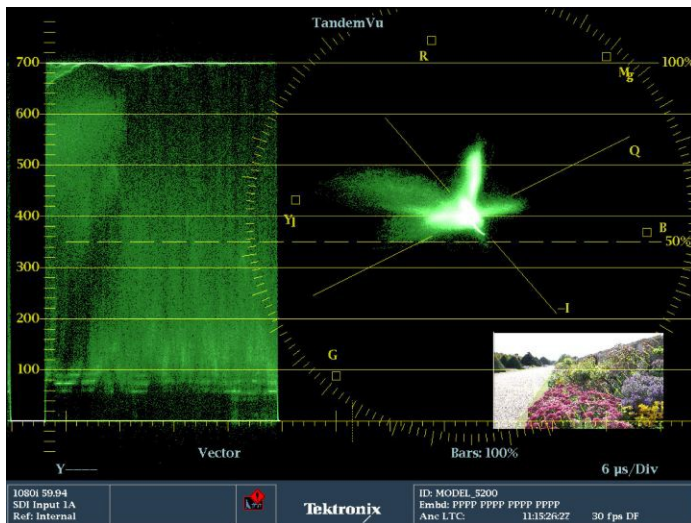 TandemVu
700
600
500
400
300
200
100
R
Mg
100%
Q
Yl
B
50%
–I
G
Vector
Bars: 100%
Y----
6 µs/Div
1080i 59.94
SDI Input 1A
Ref: Internal
Tektronix
ID: MODEL_5200
Embd: PPPP PPPP PPPP PPPP
Anc LTC: 11:15:26:27 30 fps DF